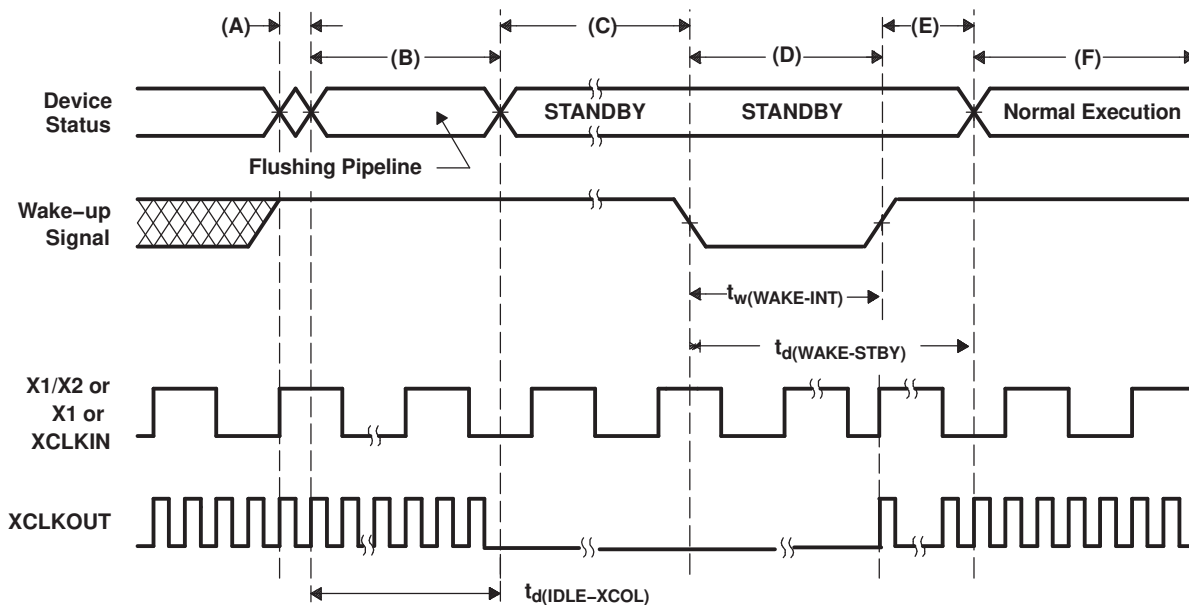 (A)
(C)
(E)
(B)
(D)
(F)
Device
Status
STANDBY
STANDBY
Normal Execution
Flushing Pipeline
Wake−up
Signal
tw(WAKE-INT)
td(WAKE-STBY)
X1/X2 or
X1 or
XCLKIN
XCLKOUT
td(IDLE−XCOL)